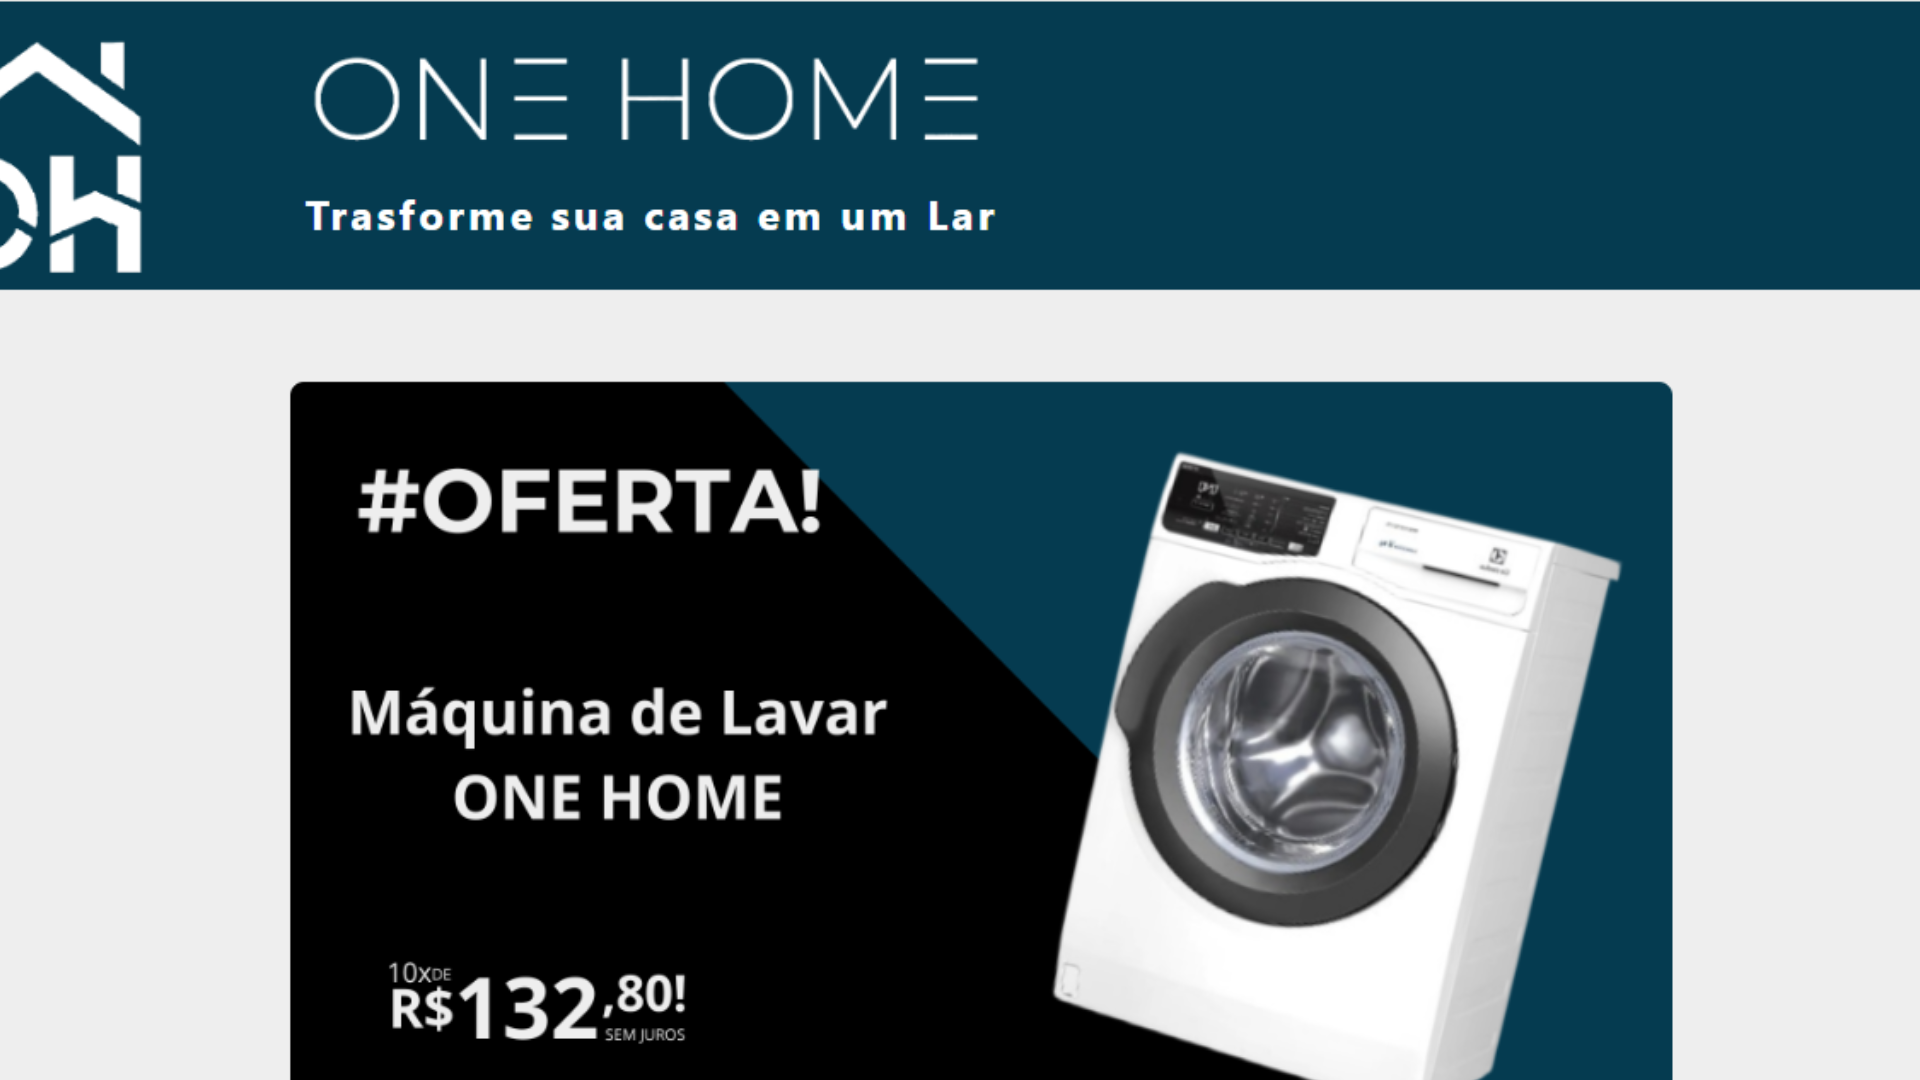 OH
ONE HOME
Trasforme sua casa em um Lar
#OFERTA!
Máquina de Lavar
ONE HOME
10xDE
R$132,80!
SEM JUROS